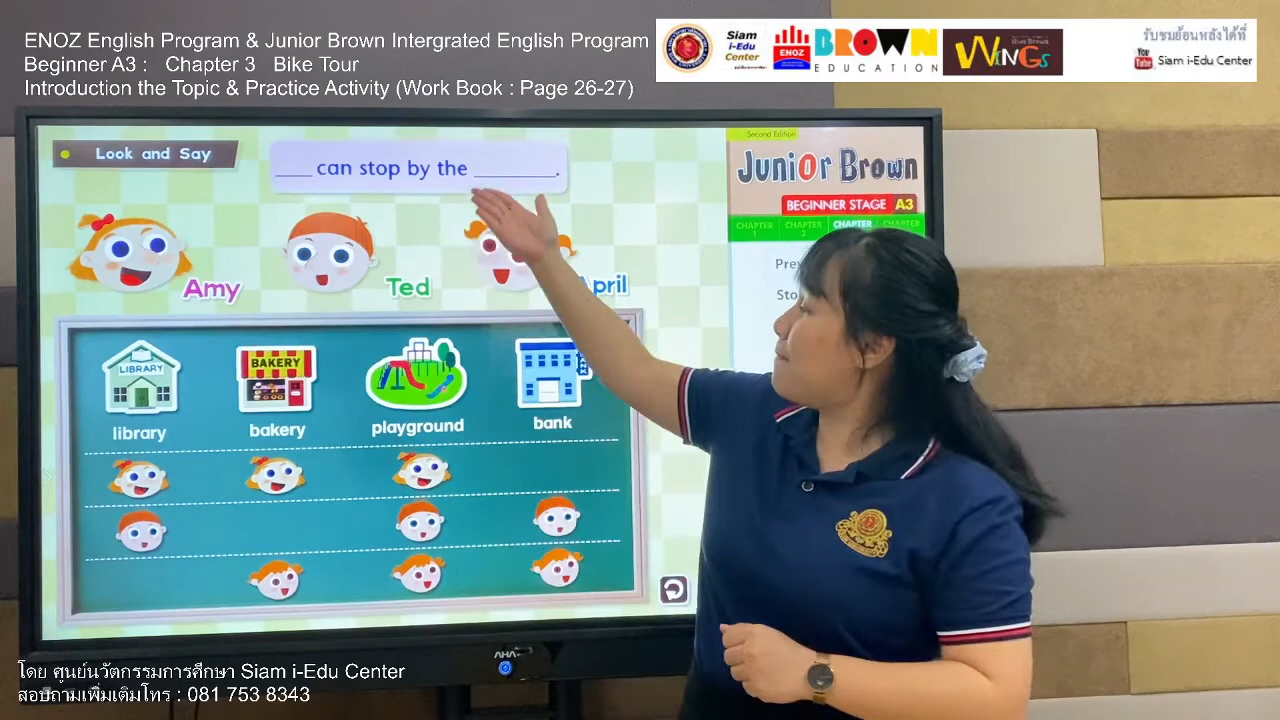 ENOZ English Program & Junior Brown Intergrated English Program
Beginner A3 : Chapter 3 Bike Tour
Introduction the Topic & Practice Activity (Work Book : Page 26-27)
Siam
i-Edu
Center
ENOZ
BROWN
EDUCATION
WINGS
รับชมย้อนหลังได้ที่
You
Tube
Siam i-Edu Center
Look and Say
____ can stop by the ________.
Amy
Ted
April
Second Edition
Junior Brown
BEGINNER STAGE A3
CHAPTER 1
CHAPTER 2
CHAPTER
CHAPTER
LIBRARY
BAKERY
library
bakery
playground
bank
AHA
โดย ศูนย์นวัตกรรมการศึกษา Siam i-Edu Center
สอบถามเพิ่มเติมโทร : 081 753 8343